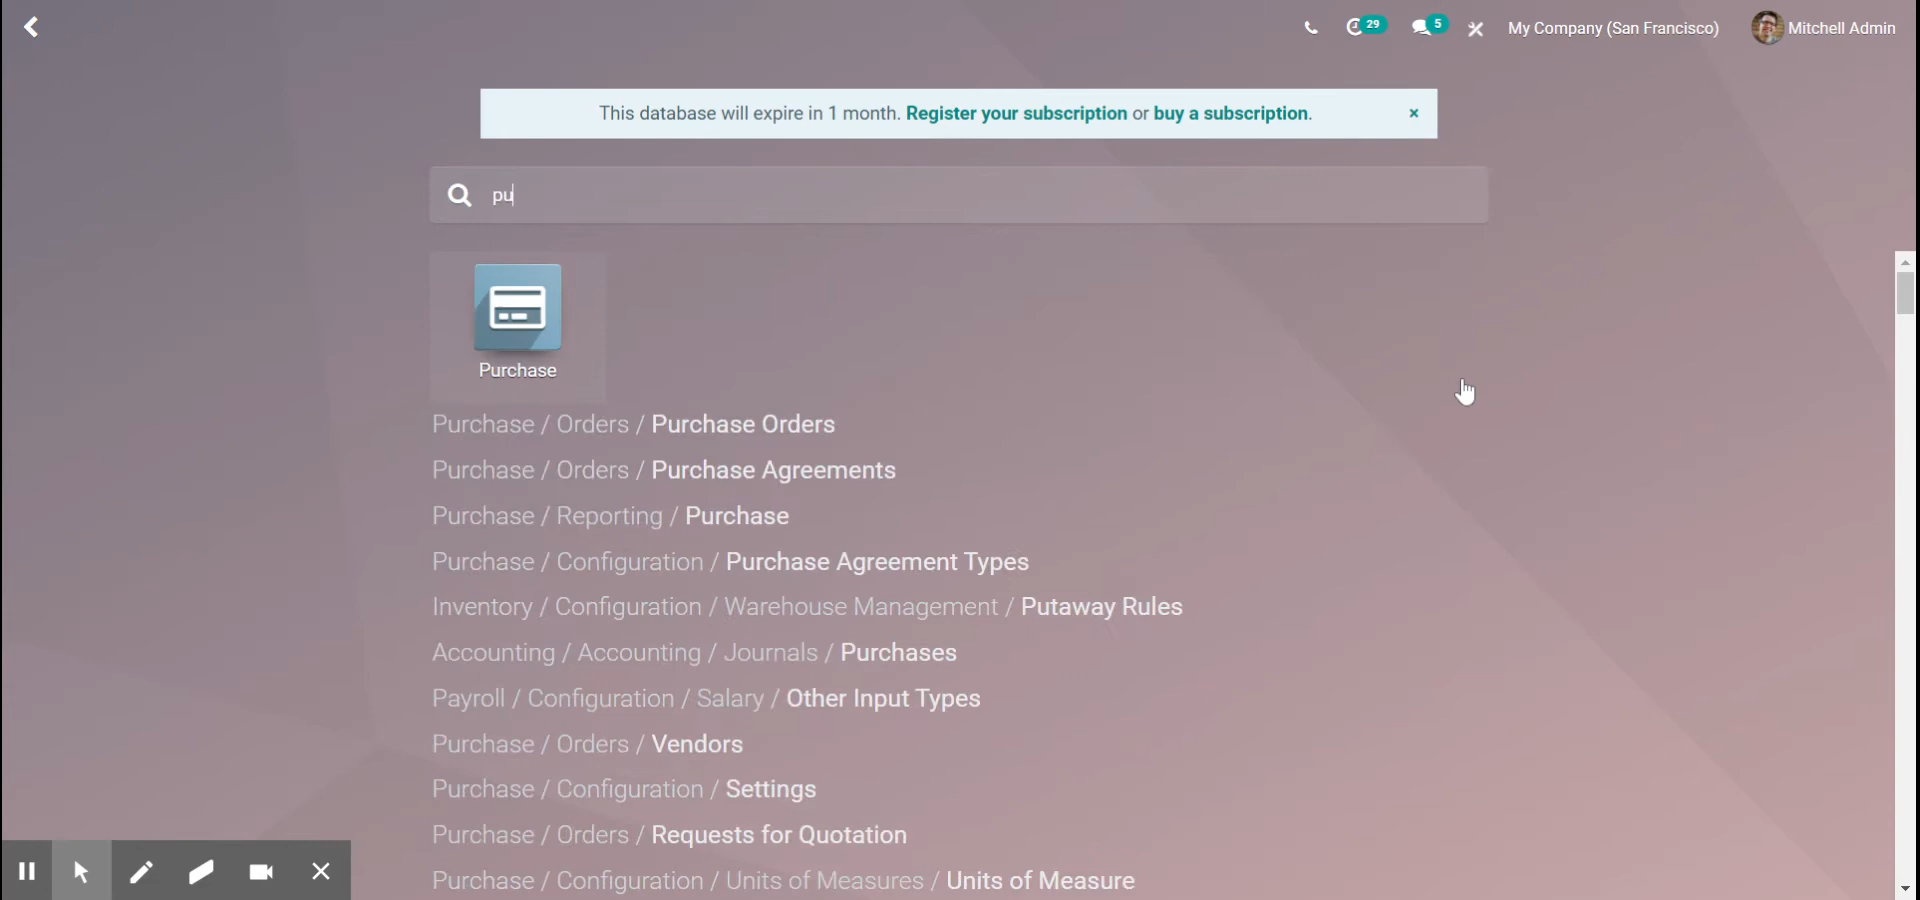 29
5
My Company (San Francisco)
Mitchell Admin
This database will expire in 1 month. Register your subscription or buy a subscription.
×
pu
Purchase
Purchase / Orders / Purchase Orders
Purchase / Orders / Purchase Agreements
Purchase / Reporting / Purchase
Purchase / Configuration / Purchase Agreement Types
Inventory / Configuration / Warehouse Management / Putaway Rules
Accounting / Accounting / Journals / Purchases
Payroll / Configuration / Salary / Other Input Types
Purchase / Orders / Vendors
Purchase / Configuration / Settings
Purchase / Orders / Requests for Quotation
Purchase / Configuration / Units of Measures / Units of Measure